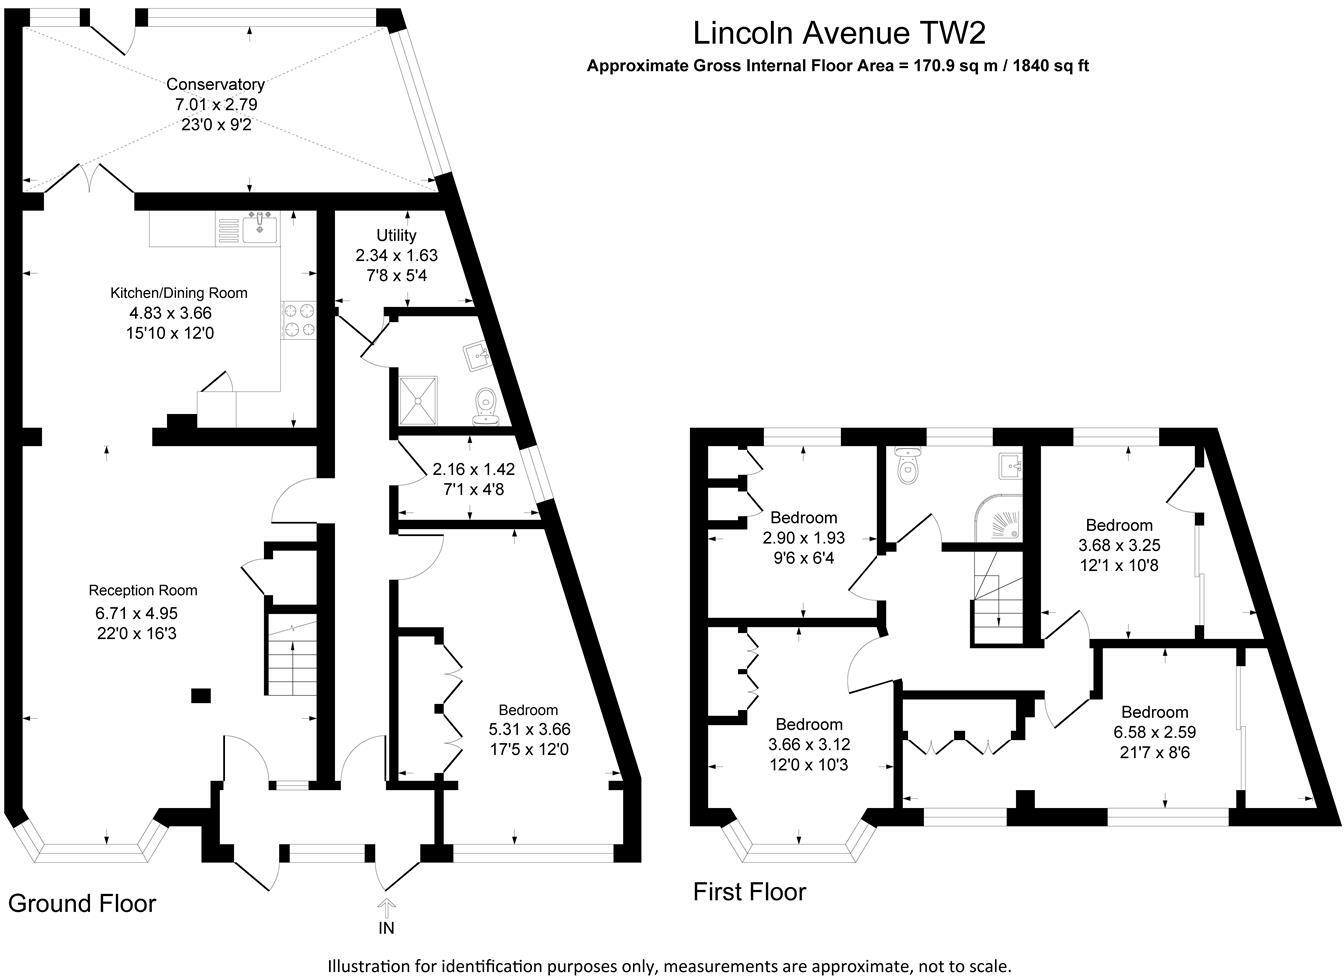 Lincoln Avenue TW2
Approximate Gross Internal Floor Area = 170.9 sq m / 1840 sq ft
Conservatory
7.01 x 2.79
23'0 x 9'2
Utility
2.34 x 1.63
7'8 x 5'4
Kitchen/Dining Room
4.83 x 3.66
15'10 x 12'0
2.16 x 1.42
7'1 x 4'8
Reception Room
6.71 x 4.95
22'0 x 16'3
Bedroom
5.31 x 3.66
17'5 x 12'0
Ground Floor
IN
Bedroom
2.90 x 1.93
9'6 x 6'4
Bedroom
3.68 x 3.25
12'1 x 10'8
Bedroom
3.66 x 3.12
12'0 x 10'3
Bedroom
6.58 x 2.59
21'7 x 8'6
First Floor
Illustration for identification purposes only, measurements are approximate, not to scale.